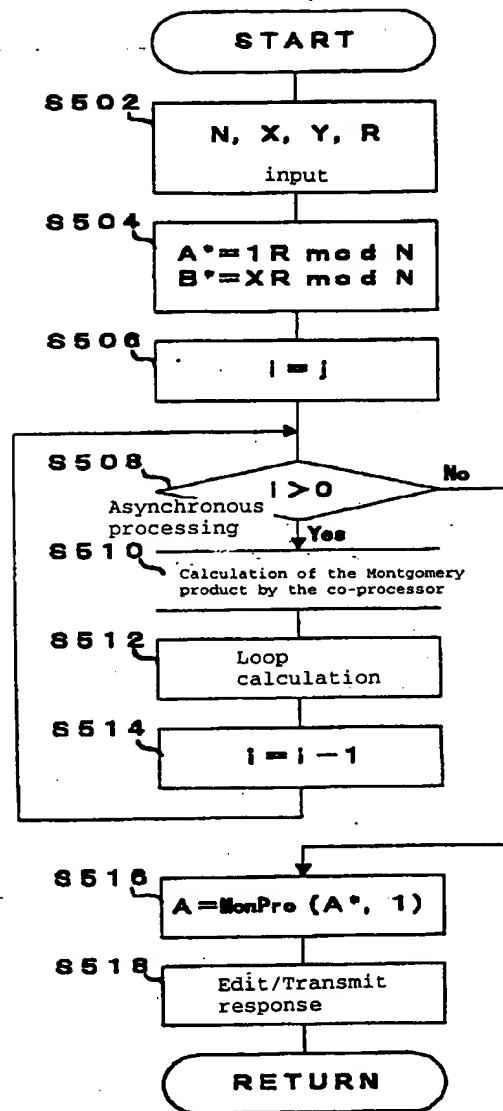 START
S502
N, X, Y, R
input
S504
A*=1R mod N
B*=XR mod N
S506
i=j
S508
i>0
No
Asynchronous
processing
Yes
S510
Calculation of the Montgomery
product by the co-processor
S512
Loop
calculation
S514
i=i-1
S516
A=MonPro (A*, 1)
S518
Edit/Transmit
response
RETURN